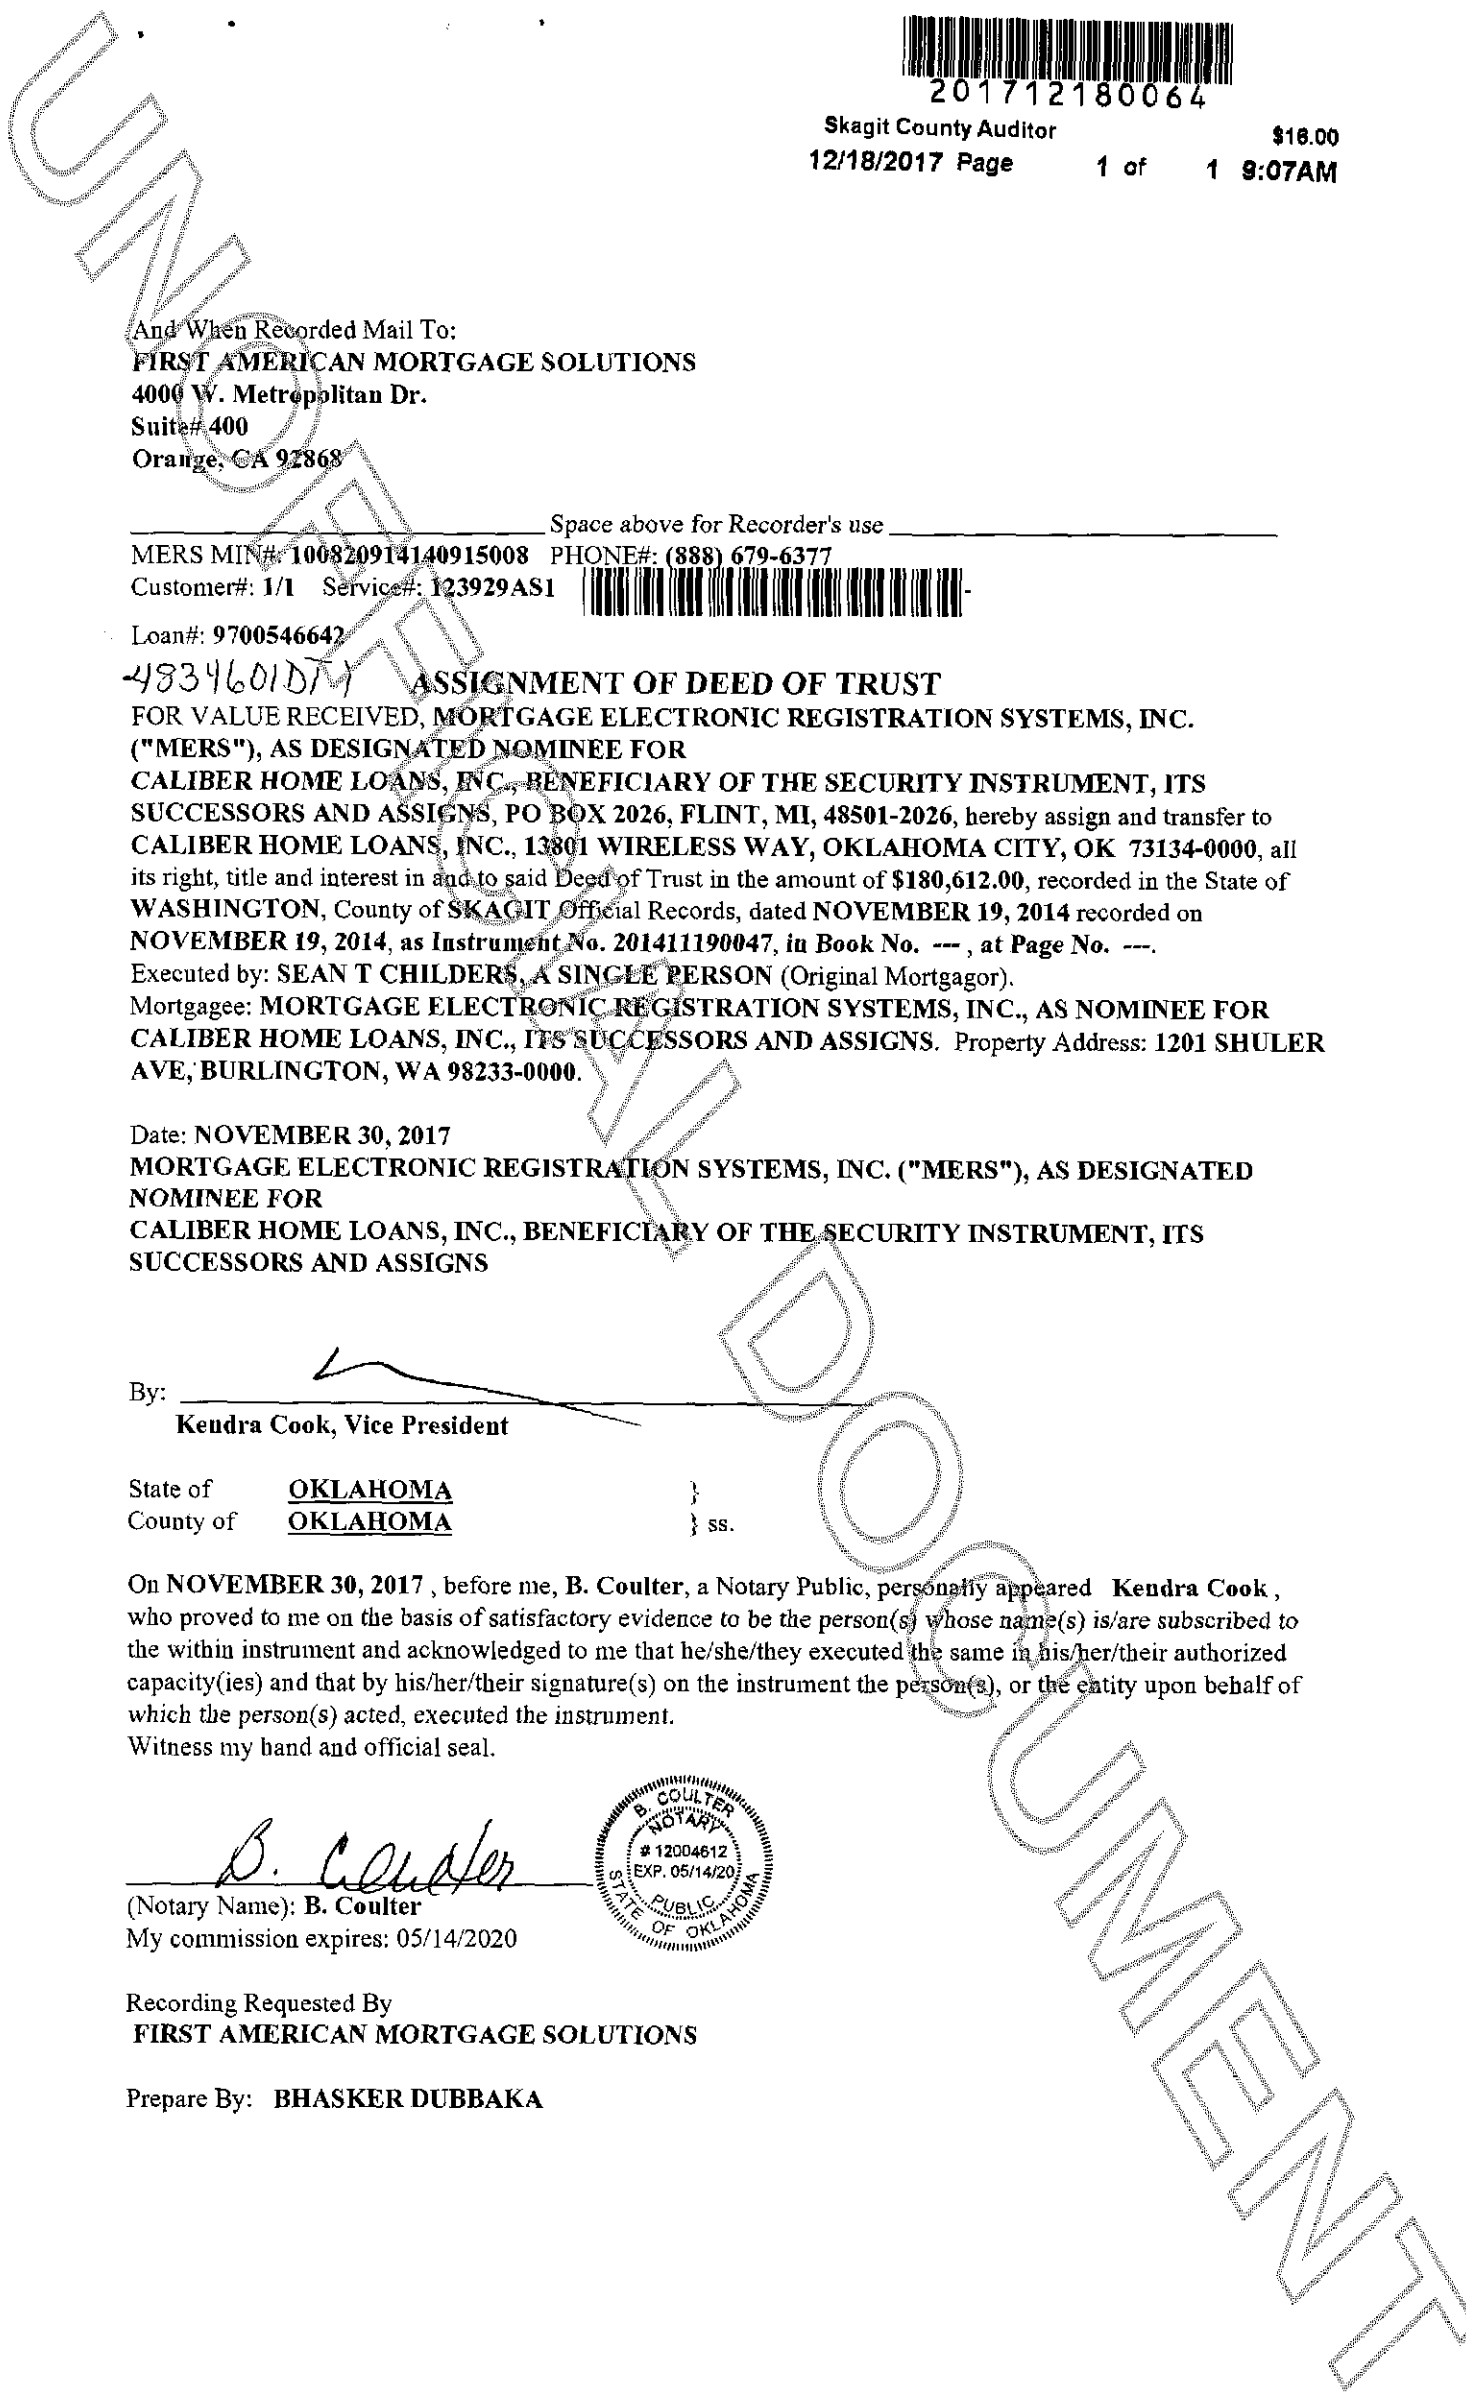 201712180064
Skagit County Auditor $16.00
12/18/2017 Page 1 of 1 9:07AM
And When Recorded Mail To:
FIRST AMERICAN MORTGAGE SOLUTIONS
4000 W. Metropolitan Dr.
Suite# 400
Orange, CA 92868
Space above for Recorder's use
MERS MIN#: 100820914140915008 PHONE#: (888) 679-6377
Customer#: 1/1 Service#: 123929AS1
Loan#: 9700546642
4834601DM
ASSIGNMENT OF DEED OF TRUST
FOR VALUE RECEIVED, MORTGAGE ELECTRONIC REGISTRATION SYSTEMS, INC.
("MERS"), AS DESIGNATED NOMINEE FOR
CALIBER HOME LOANS, INC., BENEFICIARY OF THE SECURITY INSTRUMENT, ITS
SUCCESSORS AND ASSIGNS, PO BOX 2026, FLINT, MI, 48501-2026, hereby assign and transfer to
CALIBER HOME LOANS, INC., 13801 WIRELESS WAY, OKLAHOMA CITY, OK 73134-0000, all
its right, title and interest in and to said Deed of Trust in the amount of $180,612.00, recorded in the State of
WASHINGTON, County of SKAGIT Official Records, dated NOVEMBER 19, 2014 recorded on
NOVEMBER 19, 2014, as Instrument No. 201411190047, in Book No. --- , at Page No. ---.
Executed by: SEAN T CHILDERS, A SINGLE PERSON (Original Mortgagor).
Mortgagee: MORTGAGE ELECTRONIC REGISTRATION SYSTEMS, INC., AS NOMINEE FOR
CALIBER HOME LOANS, INC., ITS SUCCESSORS AND ASSIGNS. Property Address: 1201 SHULER
AVE, BURLINGTON, WA 98233-0000.
Date: NOVEMBER 30, 2017
MORTGAGE ELECTRONIC REGISTRATION SYSTEMS, INC. ("MERS"), AS DESIGNATED
NOMINEE FOR
CALIBER HOME LOANS, INC., BENEFICIARY OF THE SECURITY INSTRUMENT, ITS
SUCCESSORS AND ASSIGNS
By:
Kendra Cook, Vice President
State of OKLAHOMA }
County of OKLAHOMA } ss.
On NOVEMBER 30, 2017 , before me, B. Coulter, a Notary Public, personally appeared Kendra Cook ,
who proved to me on the basis of satisfactory evidence to be the person(s) whose name(s) is/are subscribed to
the within instrument and acknowledged to me that he/she/they executed the same in his/her/their authorized
capacity(ies) and that by his/her/their signature(s) on the instrument the person(s), or the entity upon behalf of
which the person(s) acted, executed the instrument.
Witness my hand and official seal.
B. Coulter
B. COULTER
NOTARY
# 12004612
EXP. 05/14/20
PUBLIC
STATE OF OKLAHOMA
(Notary Name): B. Coulter
My commission expires: 05/14/2020
Recording Requested By
FIRST AMERICAN MORTGAGE SOLUTIONS
Prepare By: BHASKER DUBBAKA
UNOFFICIAL DOCUMENT